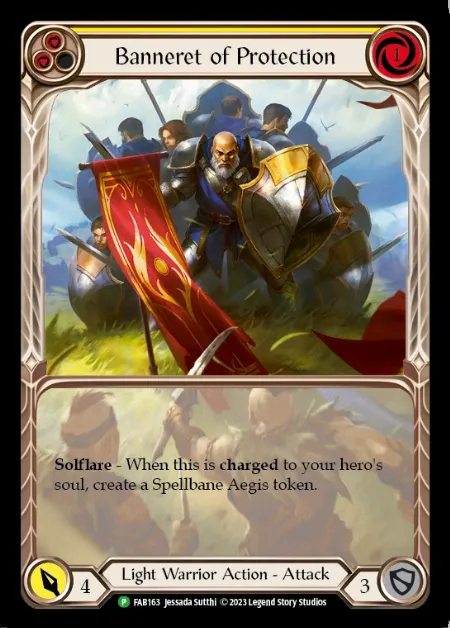 Banneret of Protection
1
Solflare - When this is charged to your hero's
soul, create a Spellbane Aegis token.
4
Light Warrior Action - Attack
3
P FAB163 Jessada Sutthi © 2023 Legend Story Studios